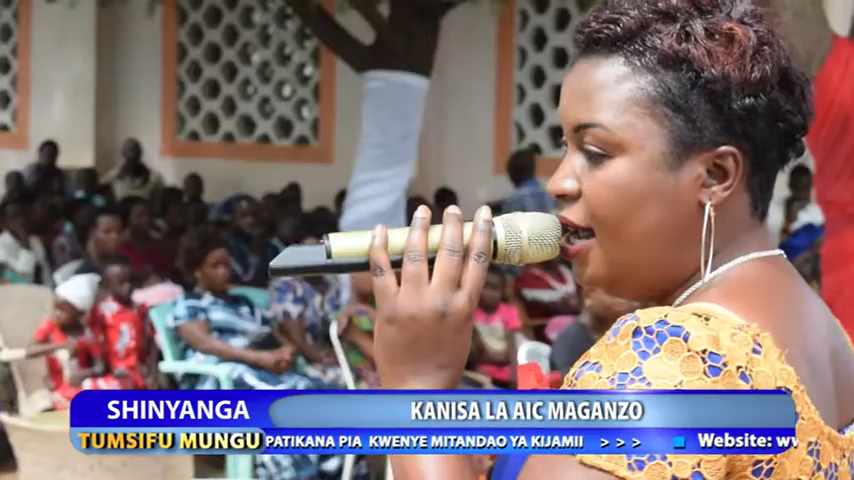 SHINYANGA
KANISA LA AIC MAGANZO
TUMSIFU MUNGU
PATIKANA PIA KWENYE MITANDAO YA KIJAMII >>>
Website: